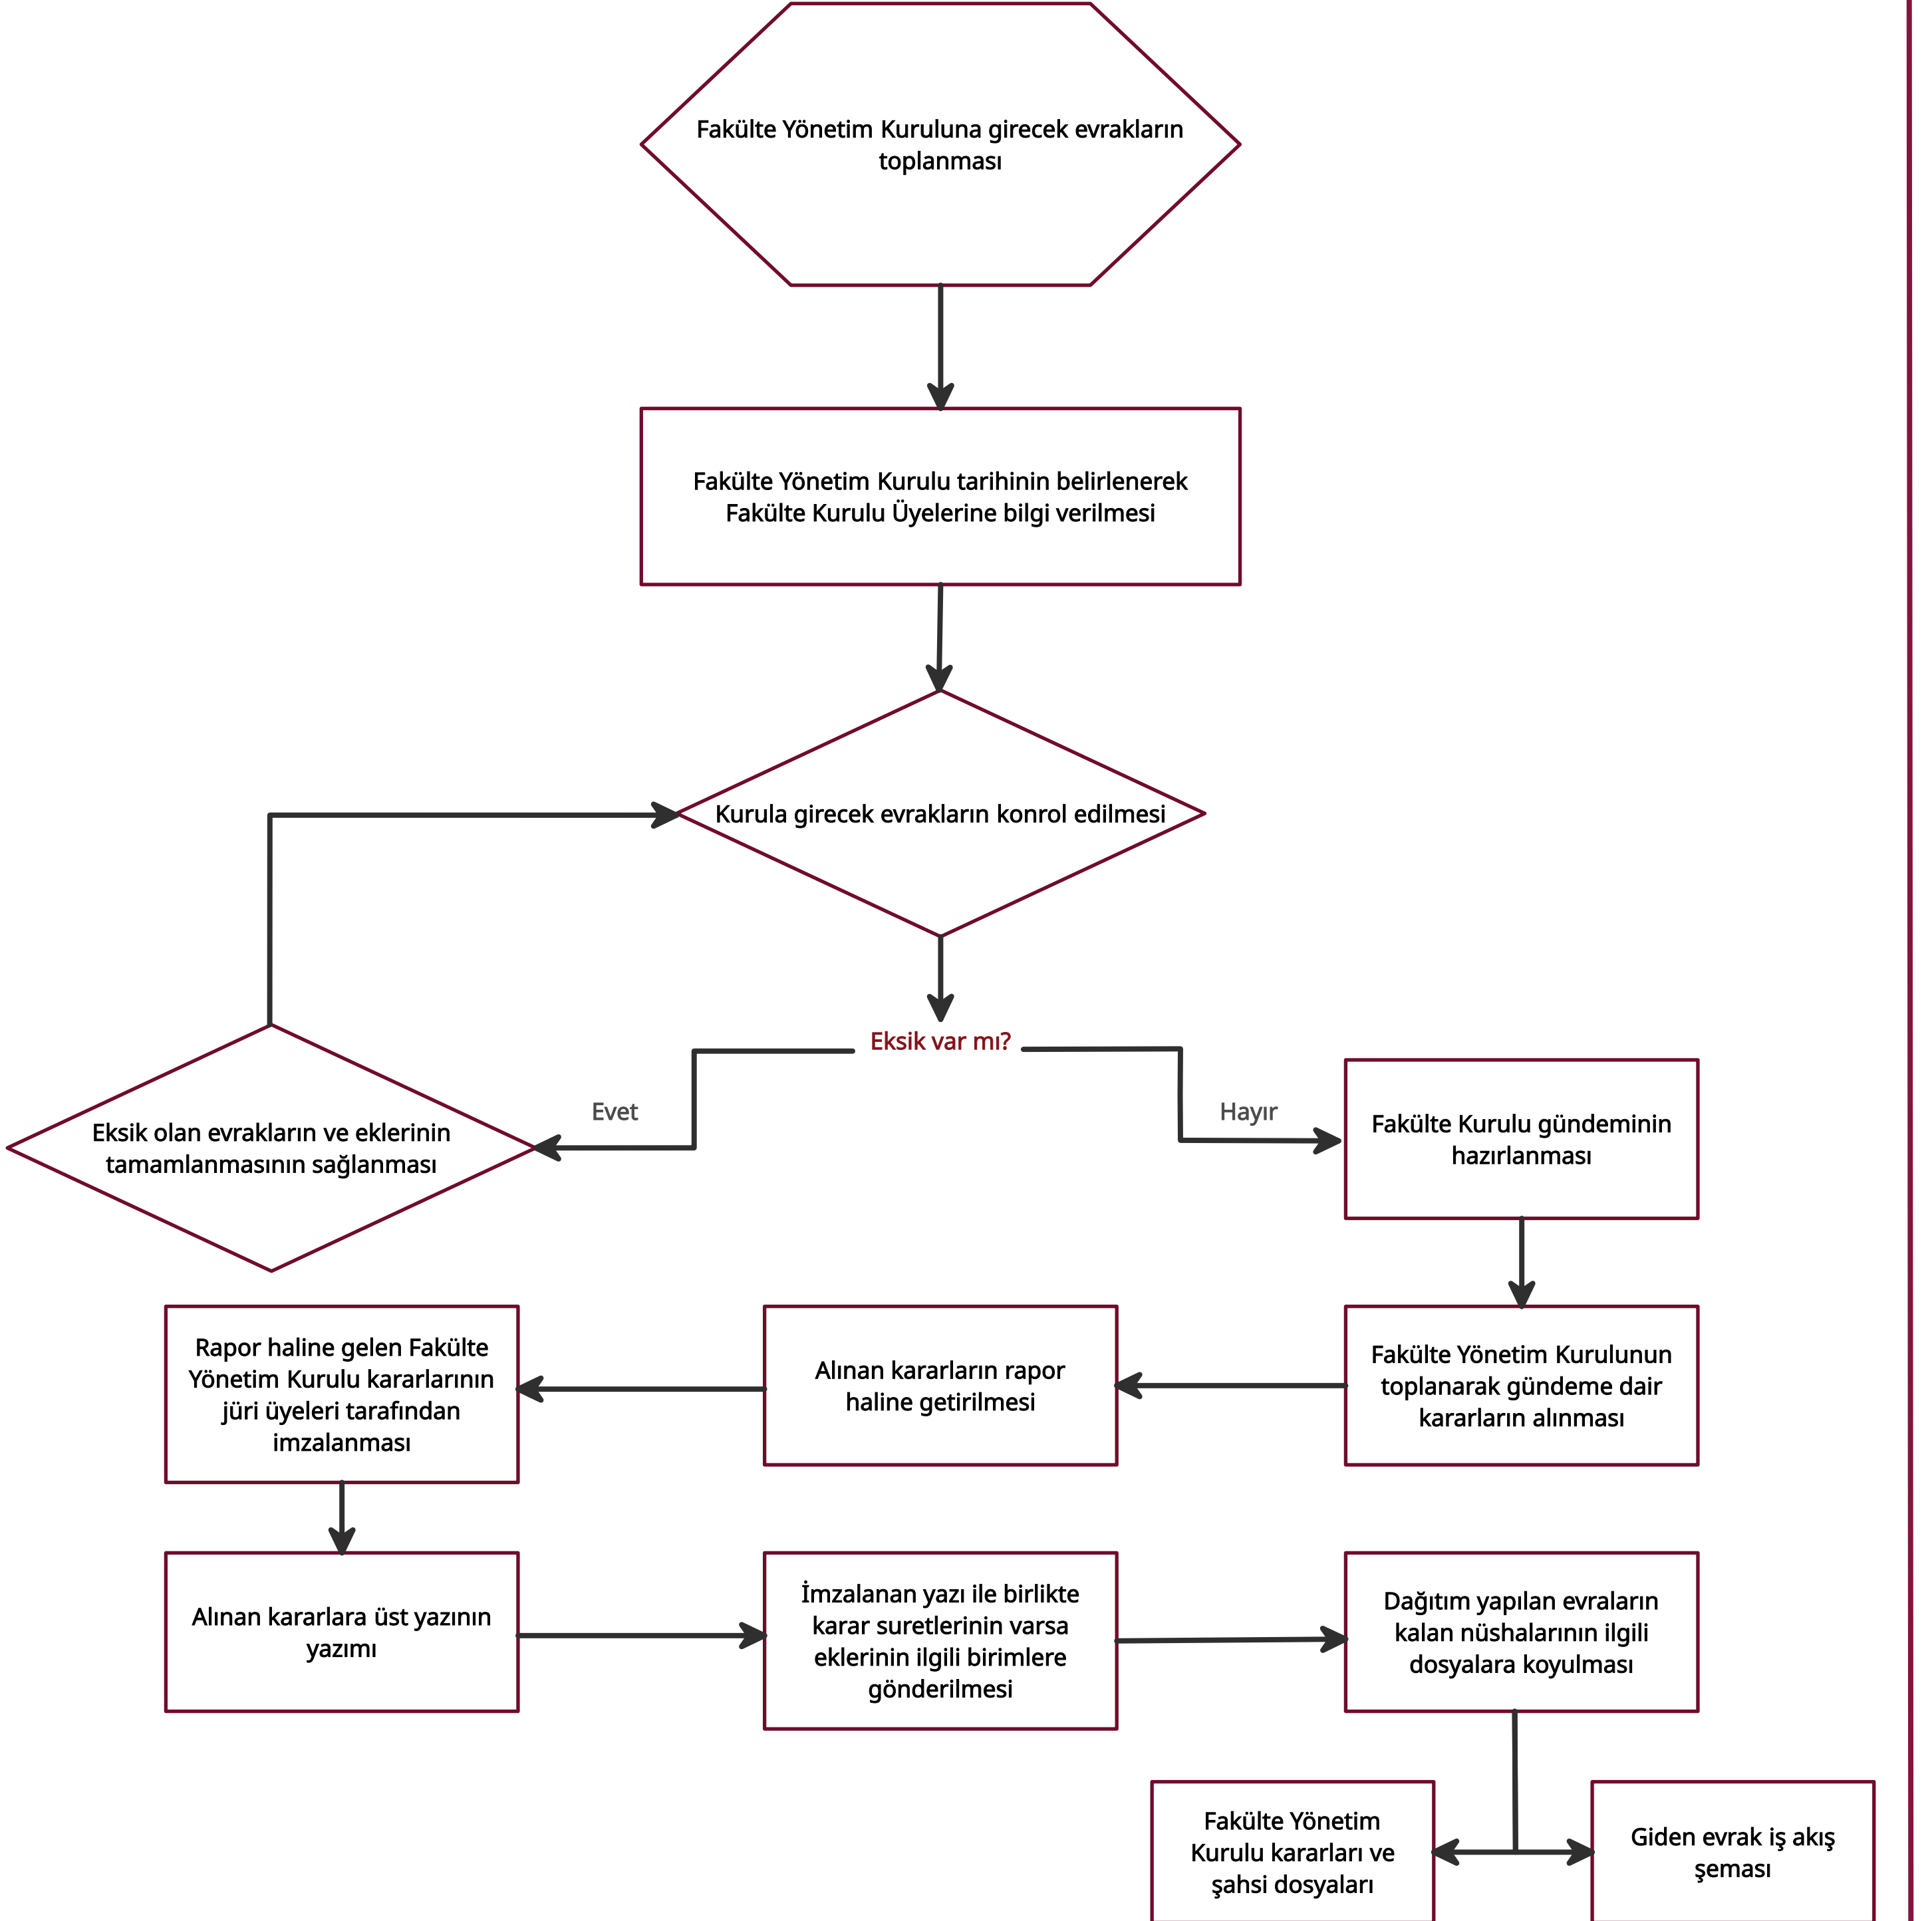 Fakülte Yönetim Kuruluna girecek evrakların
toplanması
Fakülte Yönetim Kurulu tarihinin belirlenerek
Fakülte Kurulu Üyelerine bilgi verilmesi
Kurula girecek evrakların konrol edilmesi
Eksik var mı?
Evet
Hayır
Eksik olan evrakların ve eklerinin
tamamlanmasının sağlanması
Fakülte Kurulu gündeminin
hazırlanması
Fakülte Yönetim Kurulunun
toplanarak gündeme dair
kararların alınması
Alınan kararların rapor
haline getirilmesi
Rapor haline gelen Fakülte
Yönetim Kurulu kararlarının
jüri üyeleri tarafından
imzalanması
Alınan kararlara üst yazının
yazımı
İmzalanan yazı ile birlikte
karar suretlerinin varsa
eklerinin ilgili birimlere
gönderilmesi
Dağıtım yapılan evraların
kalan nüshalarının ilgili
dosyalara koyulması
Fakülte Yönetim
Kurulu kararları ve
şahsi dosyaları
Giden evrak iş akış
şeması